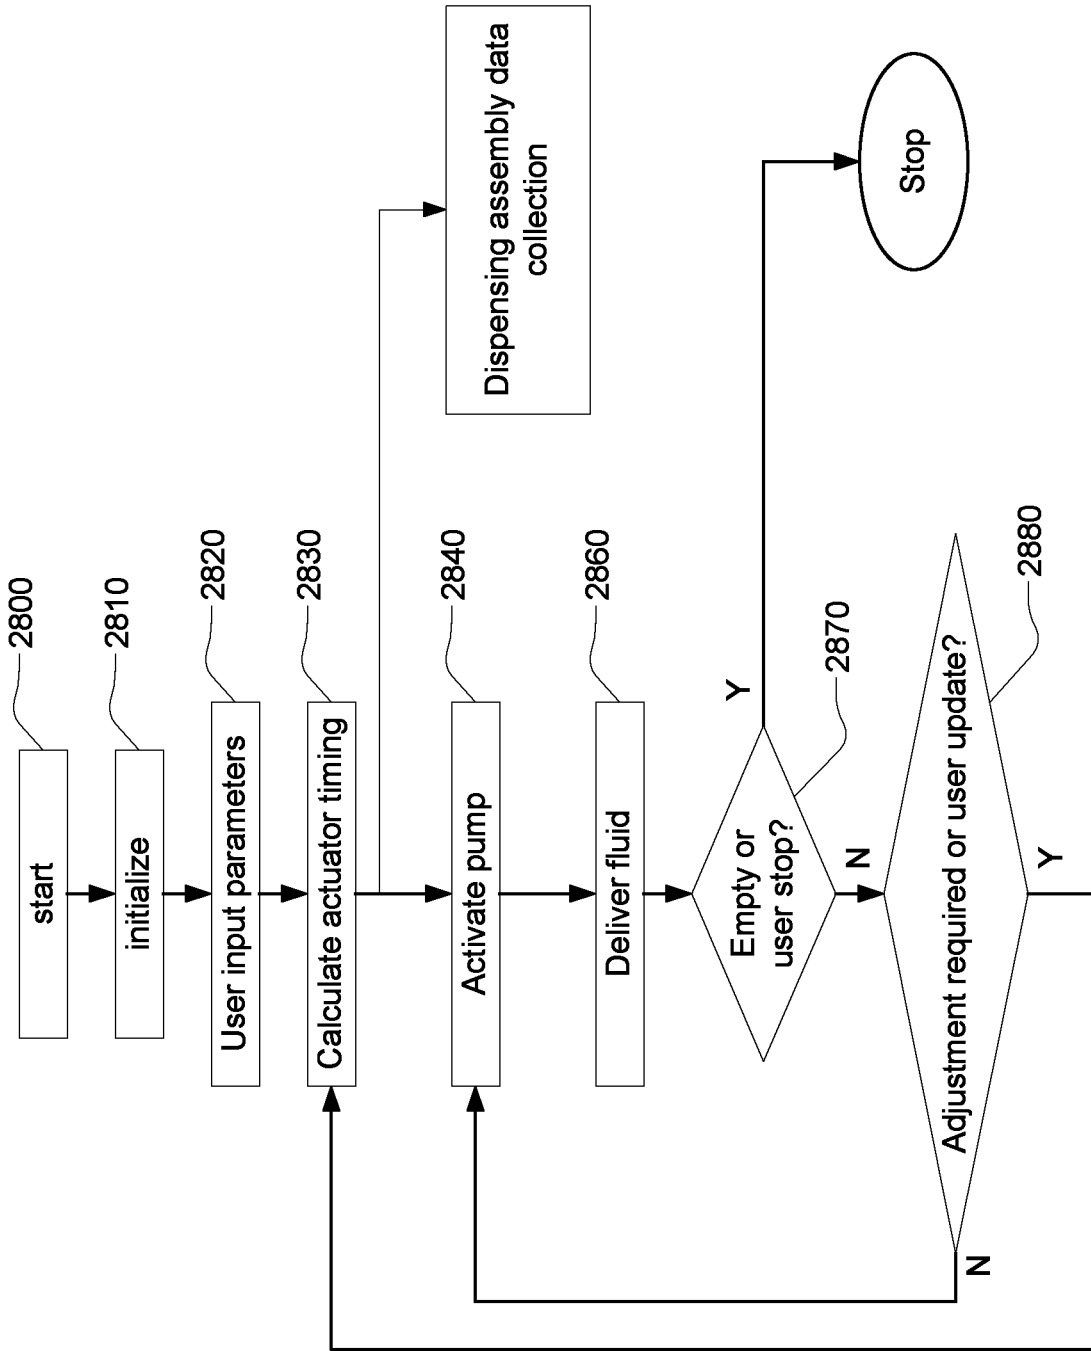 start
2800
initialize
2810
User input parameters
2820
Calculate actuator timing
2830
Dispensing assembly data
collection
Activate pump
2840
Deliver fluid
2860
Empty or
user stop?
2870
Y
Stop
N
Adjustment required or user update?
2880
N
Y